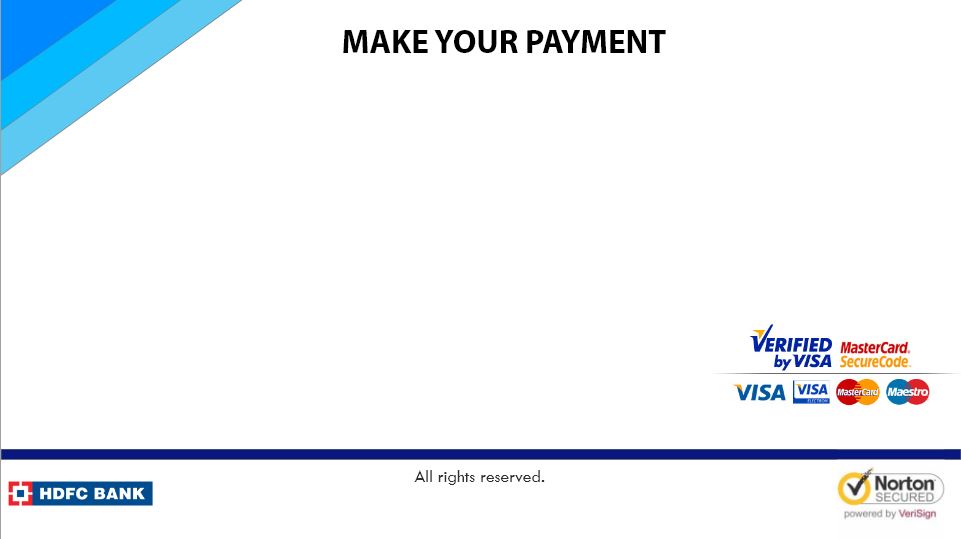 MAKE YOUR PAYMENT
VERIFIED
by VISA
MasterCard.
SecureCode.
VISA
VISA
ELECTRON
MasterCard
Maestro
All rights reserved.
HDFC BANK
Norton
SECURED
powered by VeriSign